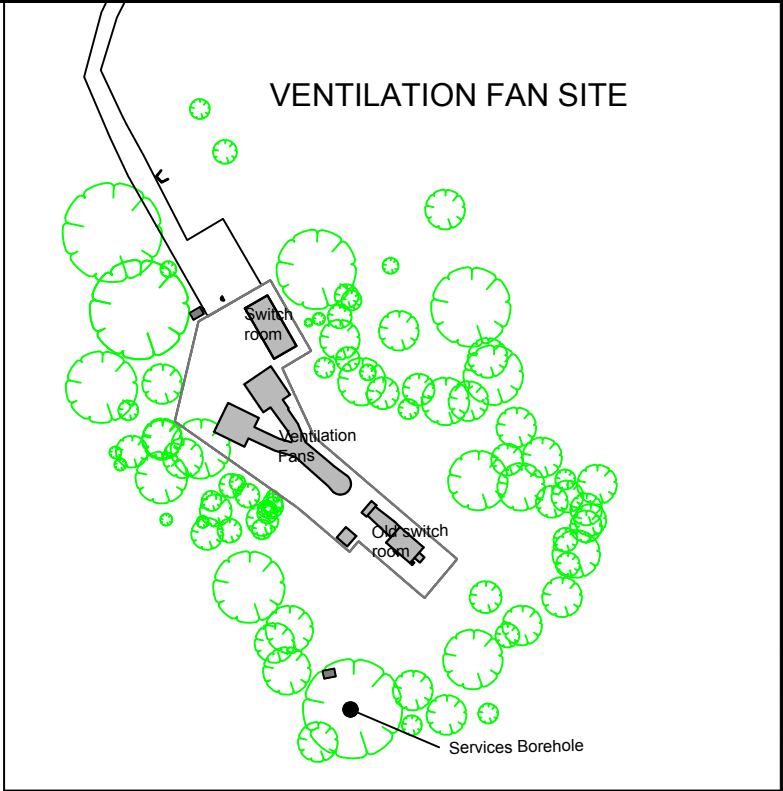 VENTILATION FAN SITE
Switch
room
Ventilation
Fans
Old switch
room
Services Borehole